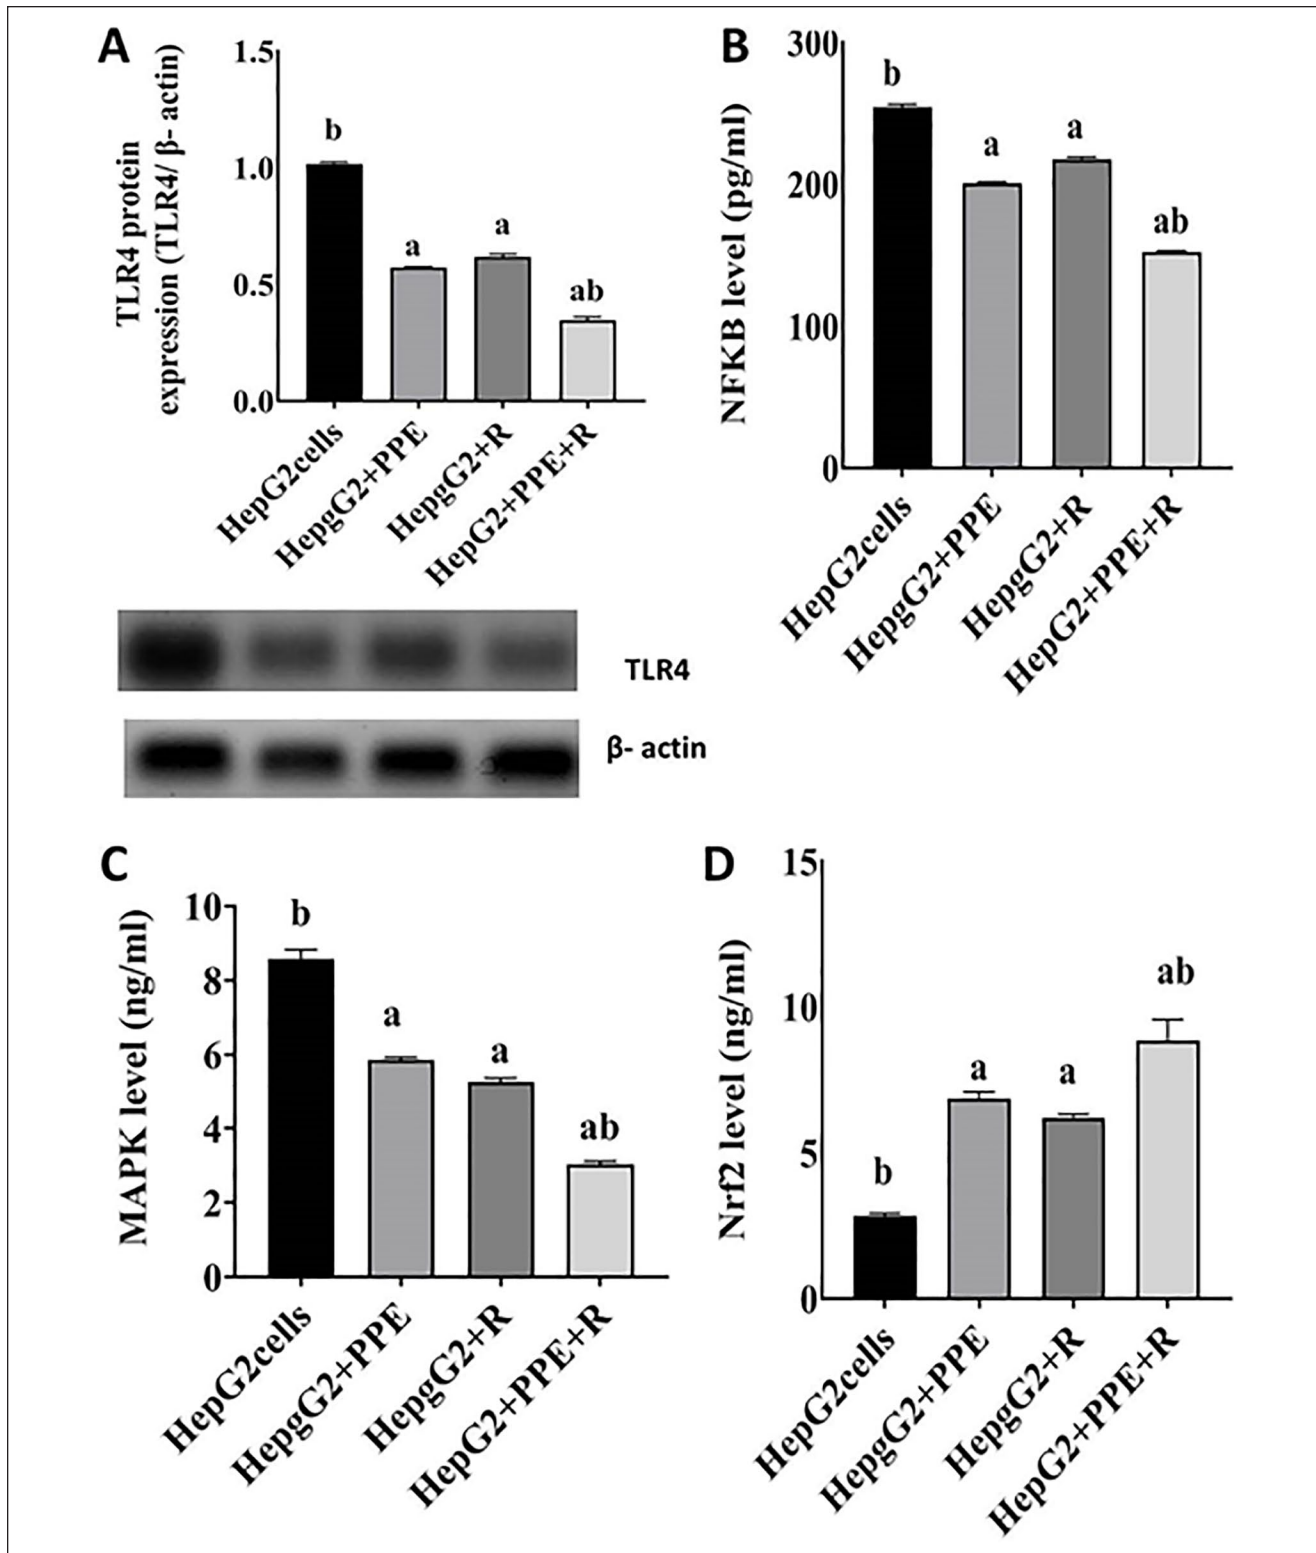 A
TLR4 protein
expression (TLR4/ β- actin)
1.5
1.0
0.5
0.0
b
a
a
ab
HepG2cells
HepgG2+PPE
HepgG2+R
HepG2+PPE+R
TLR4
β- actin
B
NFKB level (pg/ml)
300
200
100
0
b
a
a
ab
HepG2cells
HepgG2+PPE
HepgG2+R
HepG2+PPE+R
C
MAPK level (ng/ml)
10
8
6
4
2
0
b
a
a
ab
HepG2cells
HepgG2+PPE
HepgG2+R
HepG2+PPE+R
D
Nrf2 level (ng/ml)
15
10
5
0
b
a
a
ab
HepG2cells
HepgG2+PPE
HepgG2+R
HepG2+PPE+R